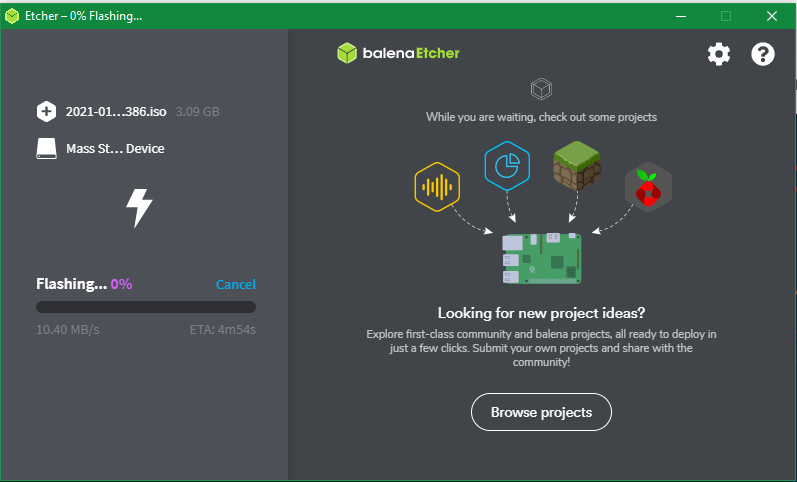 Etcher – 0% Flashing...
balenaEtcher
2021-01...386.iso 3.09 GB
Mass St... Device
While you are waiting, check out some projects
Flashing... 0% Cancel
10.40 MB/s ETA: 4m54s
Looking for new project ideas?
Explore first-class community and balena projects, all ready to deploy in
just a few clicks. Submit your own projects and share with the
community!
Browse projects